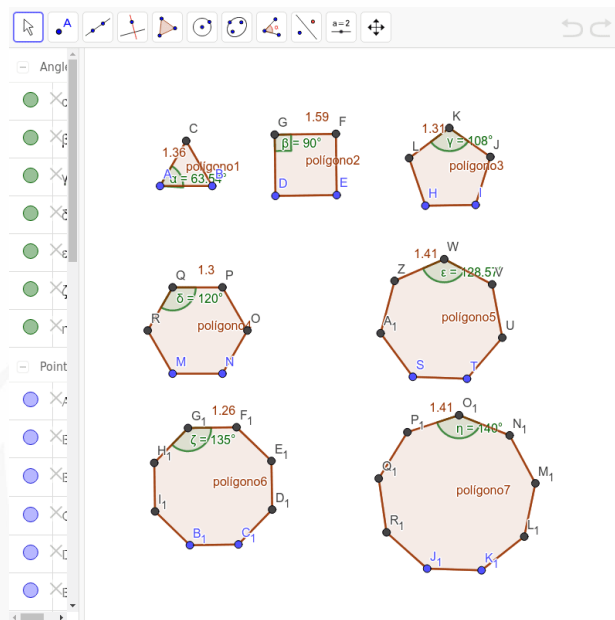 A
a=2
Angle
C
1.36
polígono1
A
B
α = 63.54°
1.59
G
F
β = 90°
polígono2
D
E
K
1.31
L
J
γ = 108°
polígono3
H
I
1.3
Q
P
δ = 120°
R
polígono4
O
M
N
W
1.41
Z
V
ε = 128.57°
A1
polígono5
U
S
T
1.26
G1
F1
ζ = 135°
H1
E1
polígono6
I1
D1
B1
C1
O1
1.41
P1
N1
η = 140°
Q1
M1
polígono7
R1
L1
J1
K1
Point